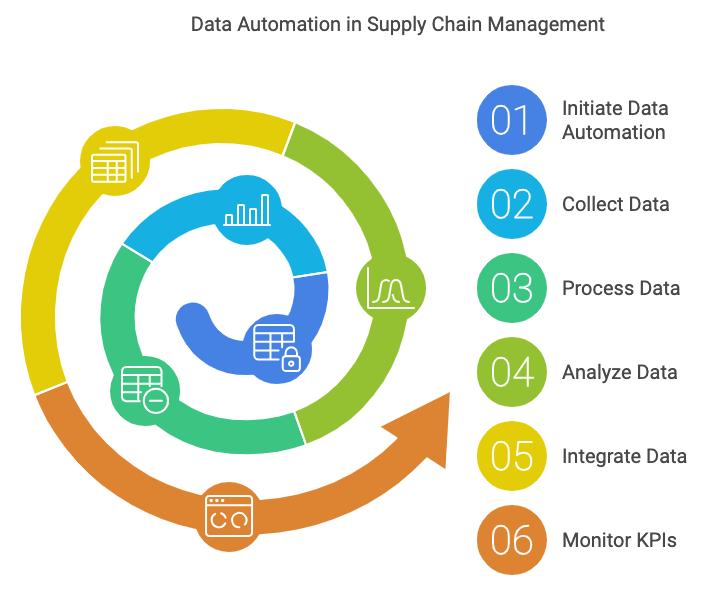 Data Automation in Supply Chain Management
01
Initiate Data
Automation
02
Collect Data
03
Process Data
04
Analyze Data
05
Integrate Data
06
Monitor KPIs